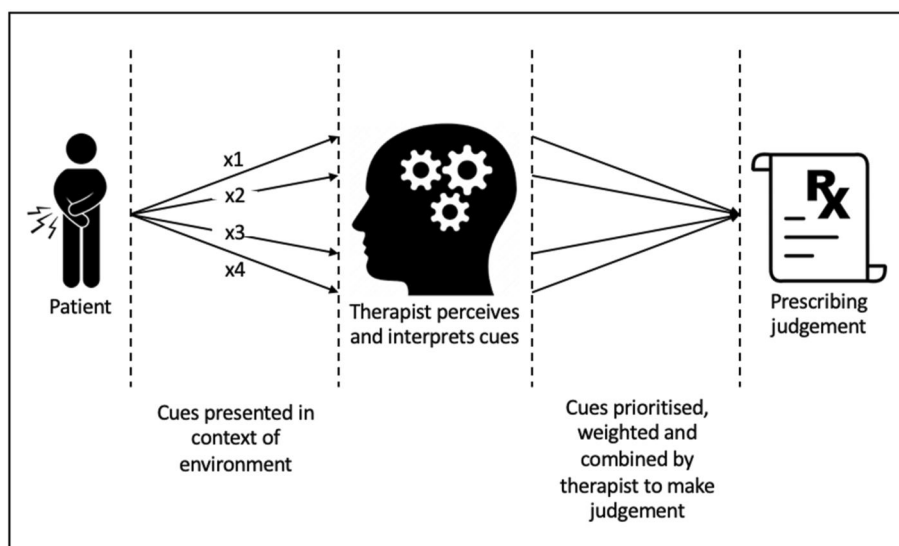 x1
x2
x3
x4
Patient
Therapist perceives
and interprets cues
Rx
Prescribing
judgement
Cues presented in
context of
environment
Cues prioritised,
weighted and
combined by
therapist to make
judgement